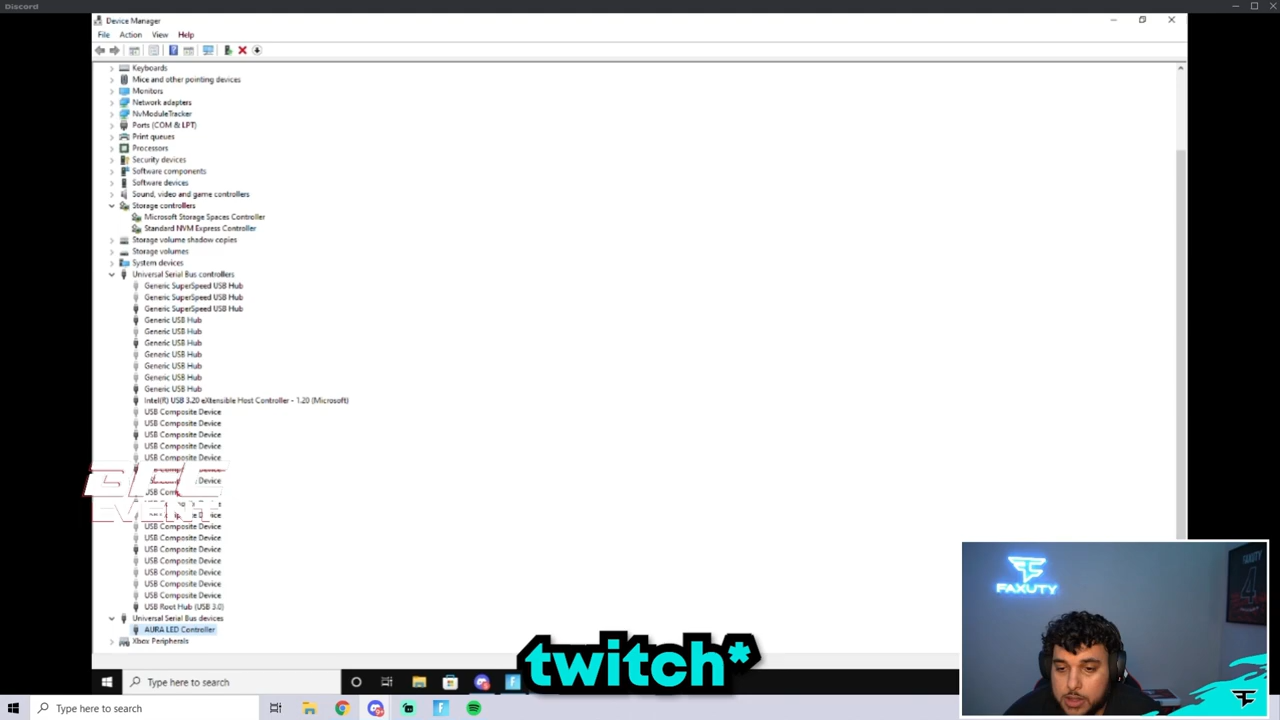 Discord
Device Manager
File Action View Help
Keyboards
Mice and other pointing devices
Monitors
Network adapters
NvModuleTracker
Ports (COM & LPT)
Print queues
Processors
Security devices
Software components
Software devices
Sound, video and game controllers
Storage controllers
Microsoft Storage Spaces Controller
Standard NVM Express Controller
Storage volume shadow copies
Storage volumes
System devices
Universal Serial Bus controllers
Generic SuperSpeed USB Hub
Generic SuperSpeed USB Hub
Generic SuperSpeed USB Hub
Generic USB Hub
Generic USB Hub
Generic USB Hub
Generic USB Hub
Generic USB Hub
Generic USB Hub
Generic USB Hub
Intel(R) USB 3.20 eXtensible Host Controller - 1.20 (Microsoft)
USB Composite Device
USB Composite Device
USB Composite Device
USB Composite Device
USB Composite Device
Device
USB
USB Composite Device
USB Composite Device
USB Composite Device
USB Composite Device
USB Composite Device
USB Composite Device
USB Composite Device
USB Root Hub (USB 3.0)
Universal Serial Bus devices
AURA LED Controller
Xbox Peripherals
FAXUTY
FAXUTY
4
twitch*
Type here to search
Type here to search